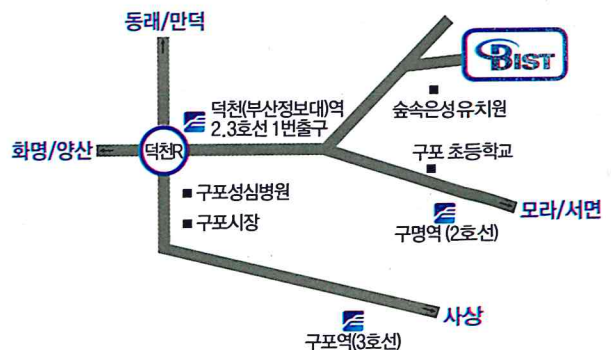 동래/만덕
BIST
덕천(부산정보대)역
2,3호선 1번출구
숲속은성유치원
화명/양산
덕천R
구포 초등학교
구포성심병원
모라/서면
구포시장
구명역 (2호선)
사상
구포역(3호선)